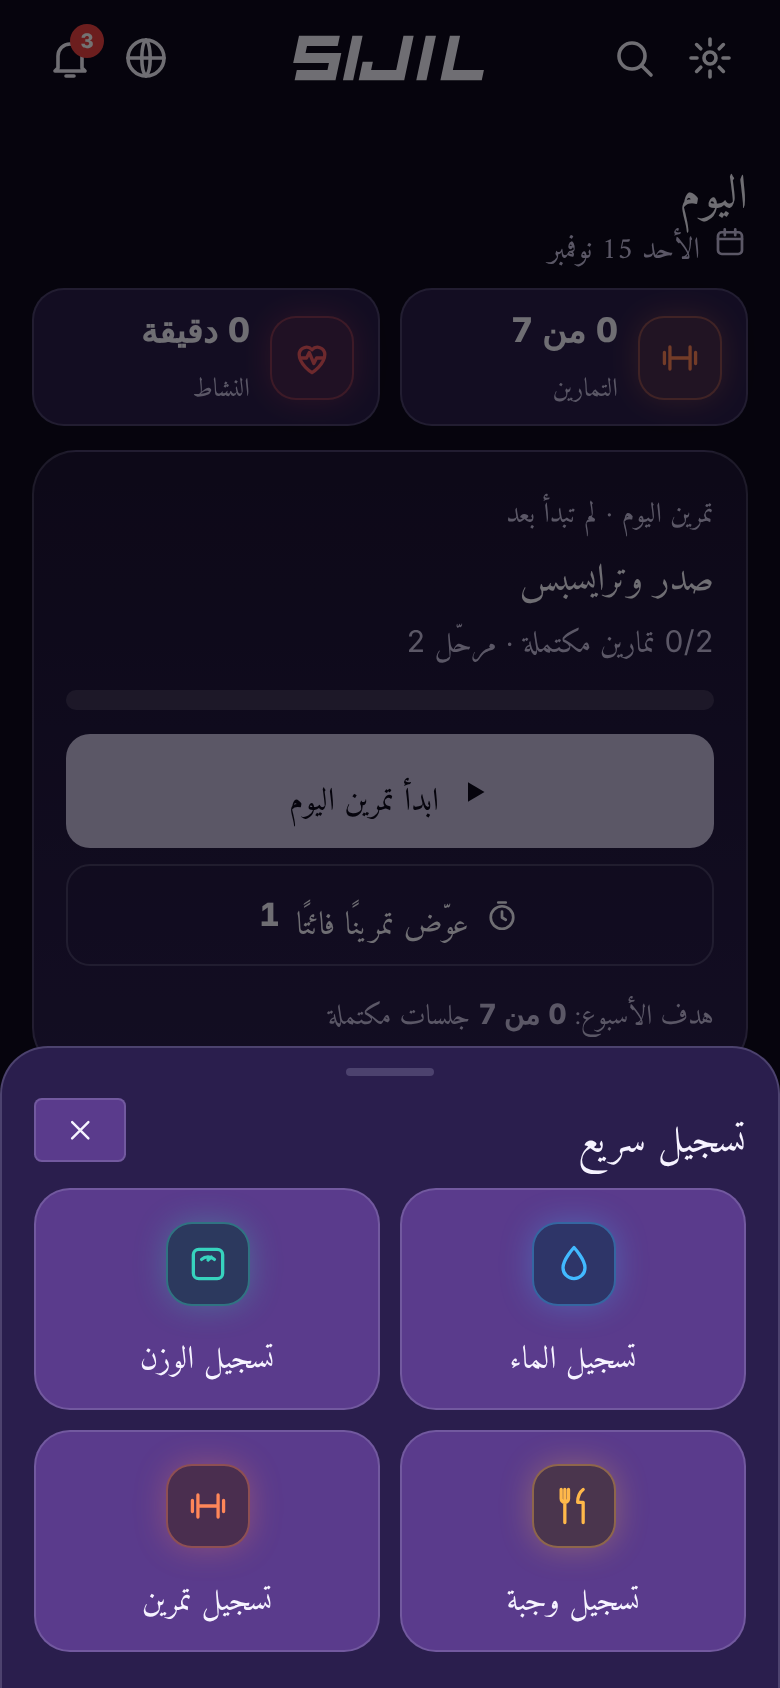 3
SIJIL
اليوم
الأحد 15 نوفمبر
0 من 7
التمارين
0 دقيقة
النشاط
تمرين اليوم · لم تبدأ بعد
صدر وترايسبس
0/2 تمارين مكتملة · مرحّل 2
ابدأ تمرين اليوم
عوّض تمرينًا فائتًا 1
هدف الأسبوع: 0 من 7 جلسات مكتملة
تسجيل سريع
تسجيل الماء
تسجيل الوزن
تسجيل وجبة
تسجيل تمرين